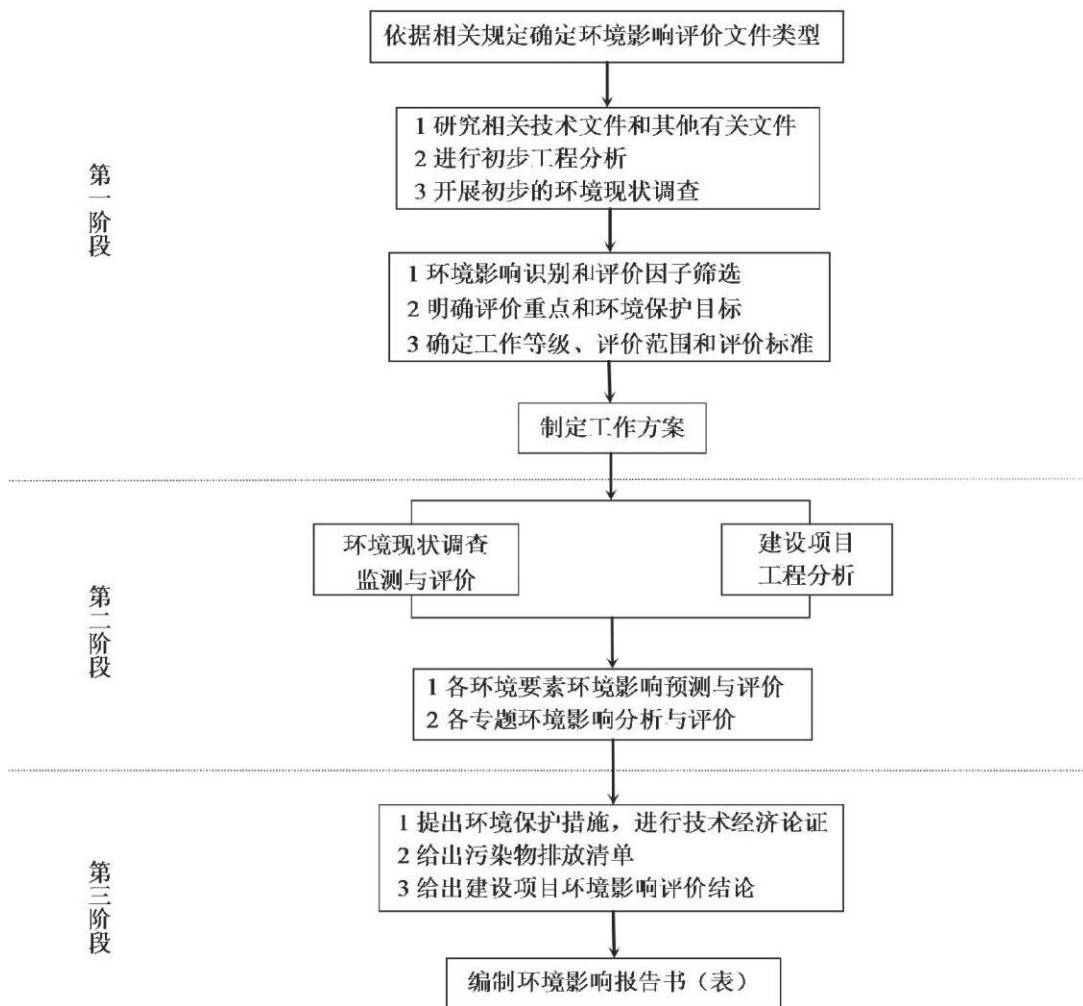 依据相关规定确定环境影响评价文件类型
第一阶段
1 研究相关技术文件和其他有关文件
2 进行初步工程分析
3 开展初步的环境现状调查
1 环境影响识别和评价因子筛选
2 明确评价重点和环境保护目标
3 确定工作等级、评价范围和评价标准
制定工作方案
第二阶段
环境现状调查
监测与评价
建设项目
工程分析
1 各环境要素环境影响预测与评价
2 各专题环境影响分析与评价
第三阶段
1 提出环境保护措施，进行技术经济论证
2 给出污染物排放清单
3 给出建设项目环境影响评价结论
编制环境影响报告书（表）